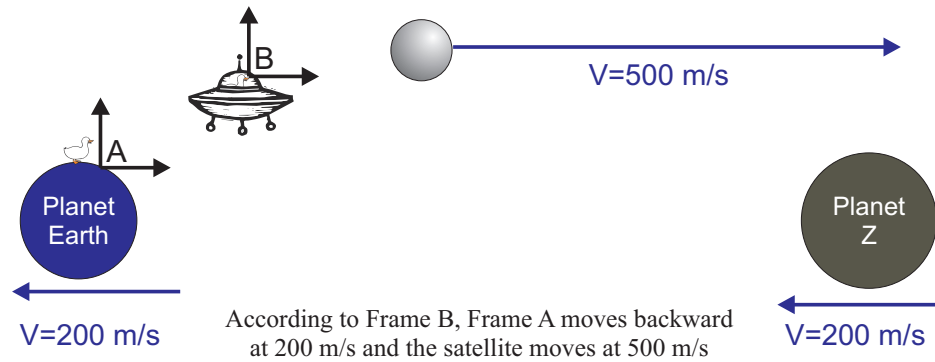 B
V=500 m/s
A
Planet
Earth
Planet
Z
V=200 m/s
According to Frame B, Frame A moves backward
at 200 m/s and the satellite moves at 500 m/s
V=200 m/s